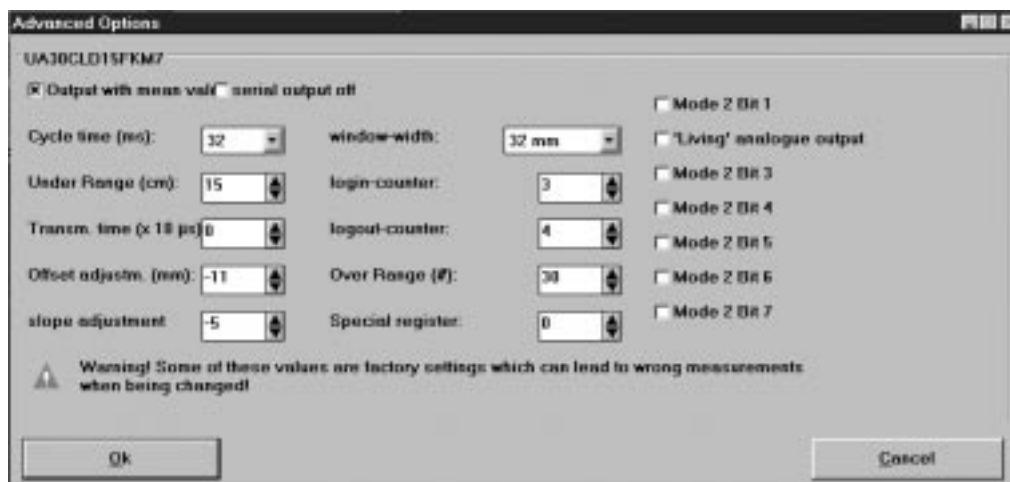 Advanced Options
UA30CLD15FKM7
Output with mean val serial output off
Cycle time (ms): 32 window-width: 32 mm
Under Range (cm): 15 login-counter: 3
Transm. time (x 10 µs) 0 logout-counter: 4
Offset adjustm. (mm): -11 Over Range (#): 30
slope adjustment -5 Special register: 0
Mode 2 Bit 1
'Living' analogue output
Mode 2 Bit 3
Mode 2 Bit 4
Mode 2 Bit 5
Mode 2 Bit 6
Mode 2 Bit 7
Warning! Some of these values are factory settings which can lead to wrong measurements
when being changed!
Ok Cancel